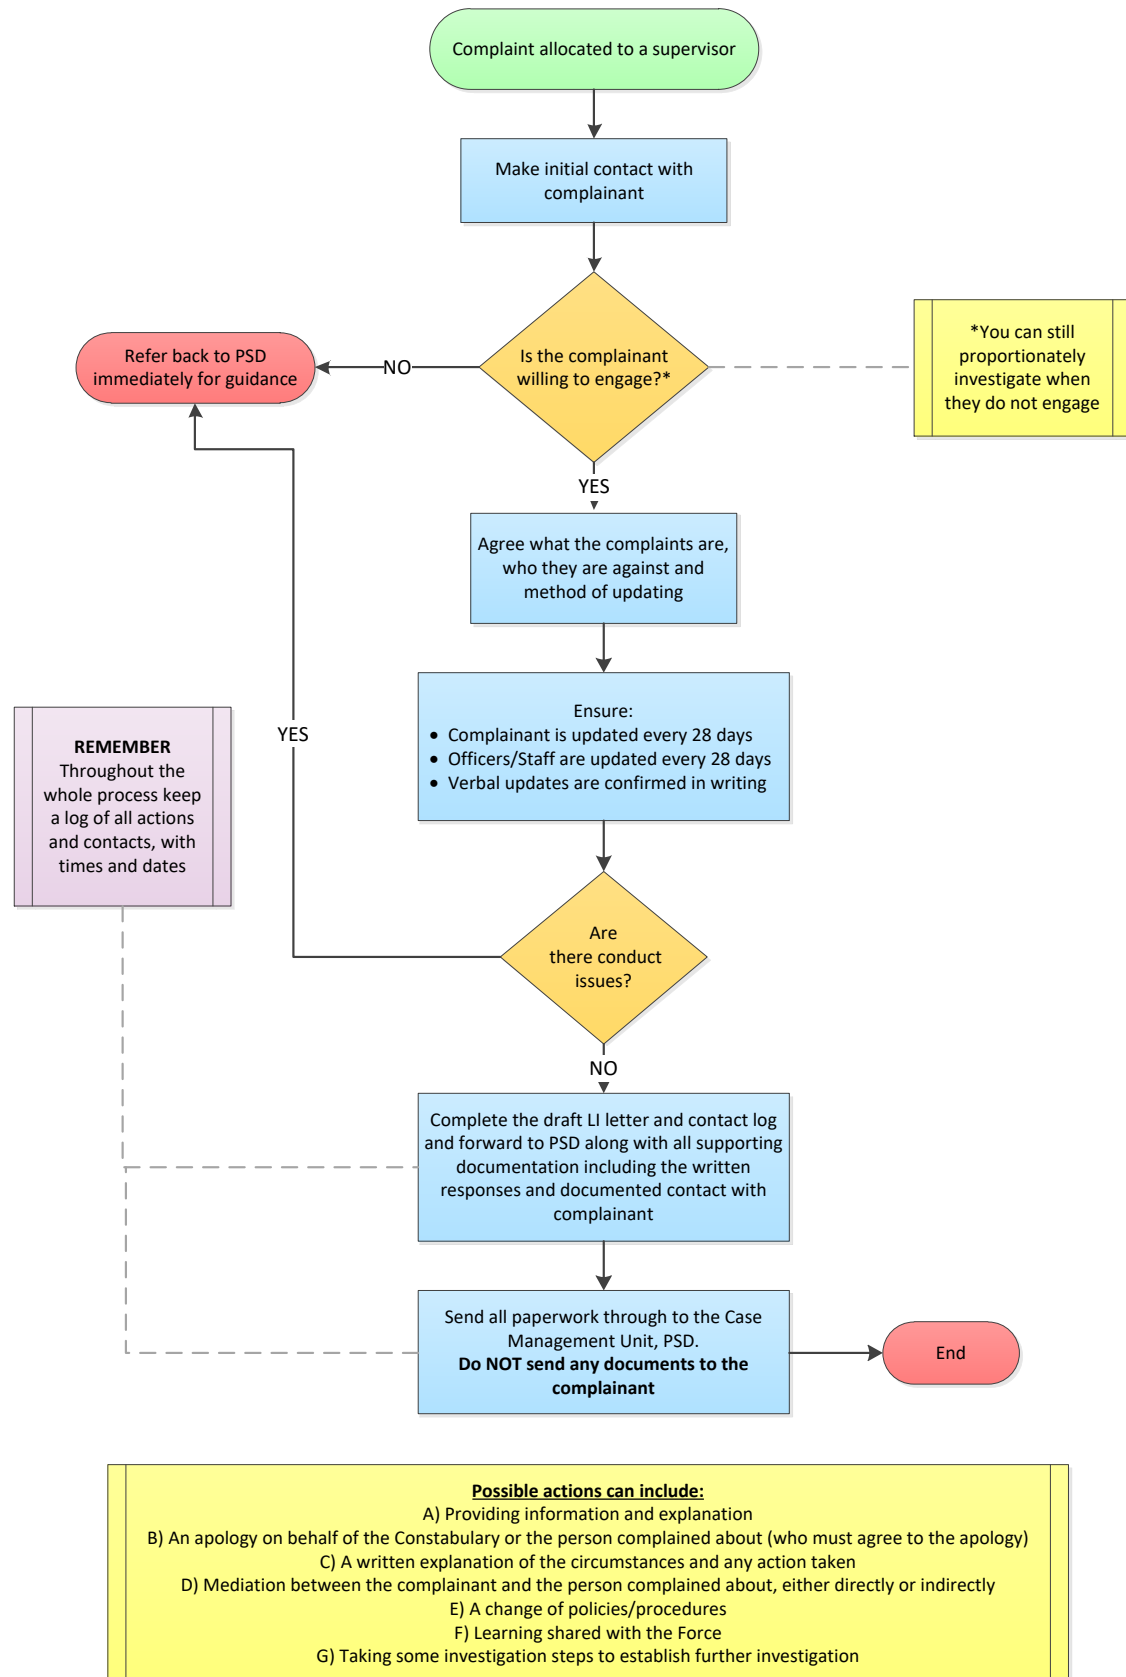 Complaint allocated to a supervisor
Make initial contact with
complainant
Is the complainant
willing to engage?*
NO
Refer back to PSD
immediately for guidance
*You can still
proportionately
investigate when
they do not engage
YES
Agree what the complaints are,
who they are against and
method of updating
Ensure:
• Complainant is updated every 28 days
• Officers/Staff are updated every 28 days
• Verbal updates are confirmed in writing
YES
REMEMBER
Throughout the
whole process keep
a log of all actions
and contacts, with
times and dates
Are
there conduct
issues?
NO
Complete the draft LI letter and contact log
and forward to PSD along with all supporting
documentation including the written
responses and documented contact with
complainant
Send all paperwork through to the Case
Management Unit, PSD.
Do NOT send any documents to the
complainant
End
Possible actions can include:
A) Providing information and explanation
B) An apology on behalf of the Constabulary or the person complained about (who must agree to the apology)
C) A written explanation of the circumstances and any action taken
D) Mediation between the complainant and the person complained about, either directly or indirectly
E) A change of policies/procedures
F) Learning shared with the Force
G) Taking some investigation steps to establish further investigation